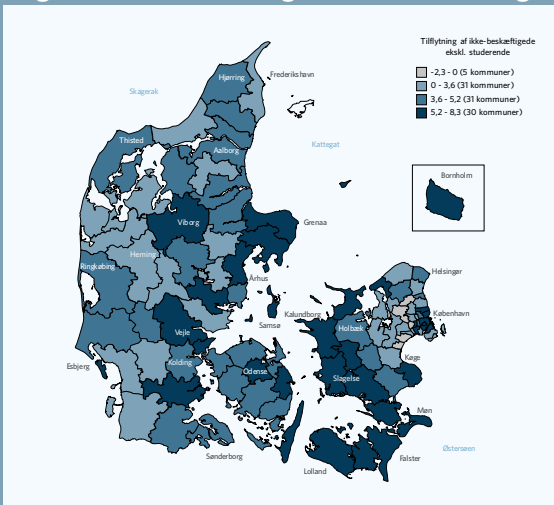 Tilflytning af ikke-beskæftigede
ekskl. studerende
-2,3 - 0 (5 kommuner)
0 - 3,6 (31 kommuner)
3,6 - 5,2 (31 kommuner)
5,2 - 8,3 (30 kommuner)
Hjørring
Frederikshavn
Skagerak
Thisted
Aalborg
Kattegat
Bornholm
Viborg
Grenaa
Herning
Ringkøbing
Helsingør
Århus
Kalundborg
København
Samsø
Holbæk
Vejle
Køge
Esbjerg
Kolding
Odense
Slagelse
Møn
Østersøen
Sønderborg
Falster
Lolland